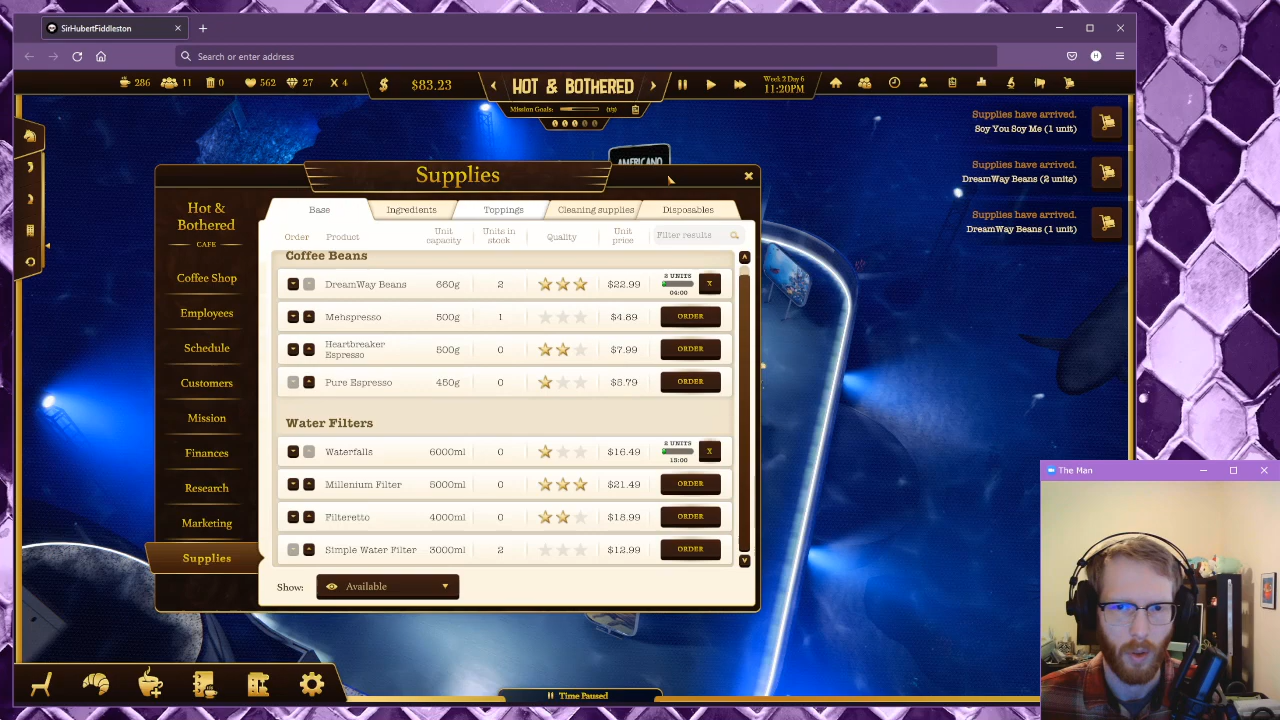 SirHubertFiddleston
Search or enter address
H
286 11 0 562 27 X 4 $ $83.23
HOT & BOTHERED
Week 2 Day 6
11:20PM
Mission Goals:
Supplies have arrived.
Soy You Soy Me (1 unit)
Supplies have arrived.
DreamWay Beans (2 units)
Supplies have arrived.
DreamWay Beans (1 unit)
AMERICANO
Supplies
Hot &
Bothered
CAFE
Coffee Shop
Employees
Schedule
Customers
Mission
Finances
Research
Marketing
Supplies
Base Ingredients Toppings Cleaning supplies Disposables
Order Product Unit capacity Units in stock Quality Unit price Filter results
Coffee Beans
DreamWay Beans 660g 2 $22.99 2 UNITS 04:00 X
Mehspresso 500g 1 $4.89 ORDER
Heartbreaker Espresso 500g 0 $7.99 ORDER
Pure Espresso 450g 0 ORDER
Water Filters
Waterfalls 6000ml 0 $16.49 2 UNITS 15:00 X
Millenium Filter 5000ml 0 $21.49 ORDER
Filteretto 4000ml 0 $18.99 ORDER
Simple Water Filter 2 $12.99 ORDER
Show: Available
Time Paused
The Man